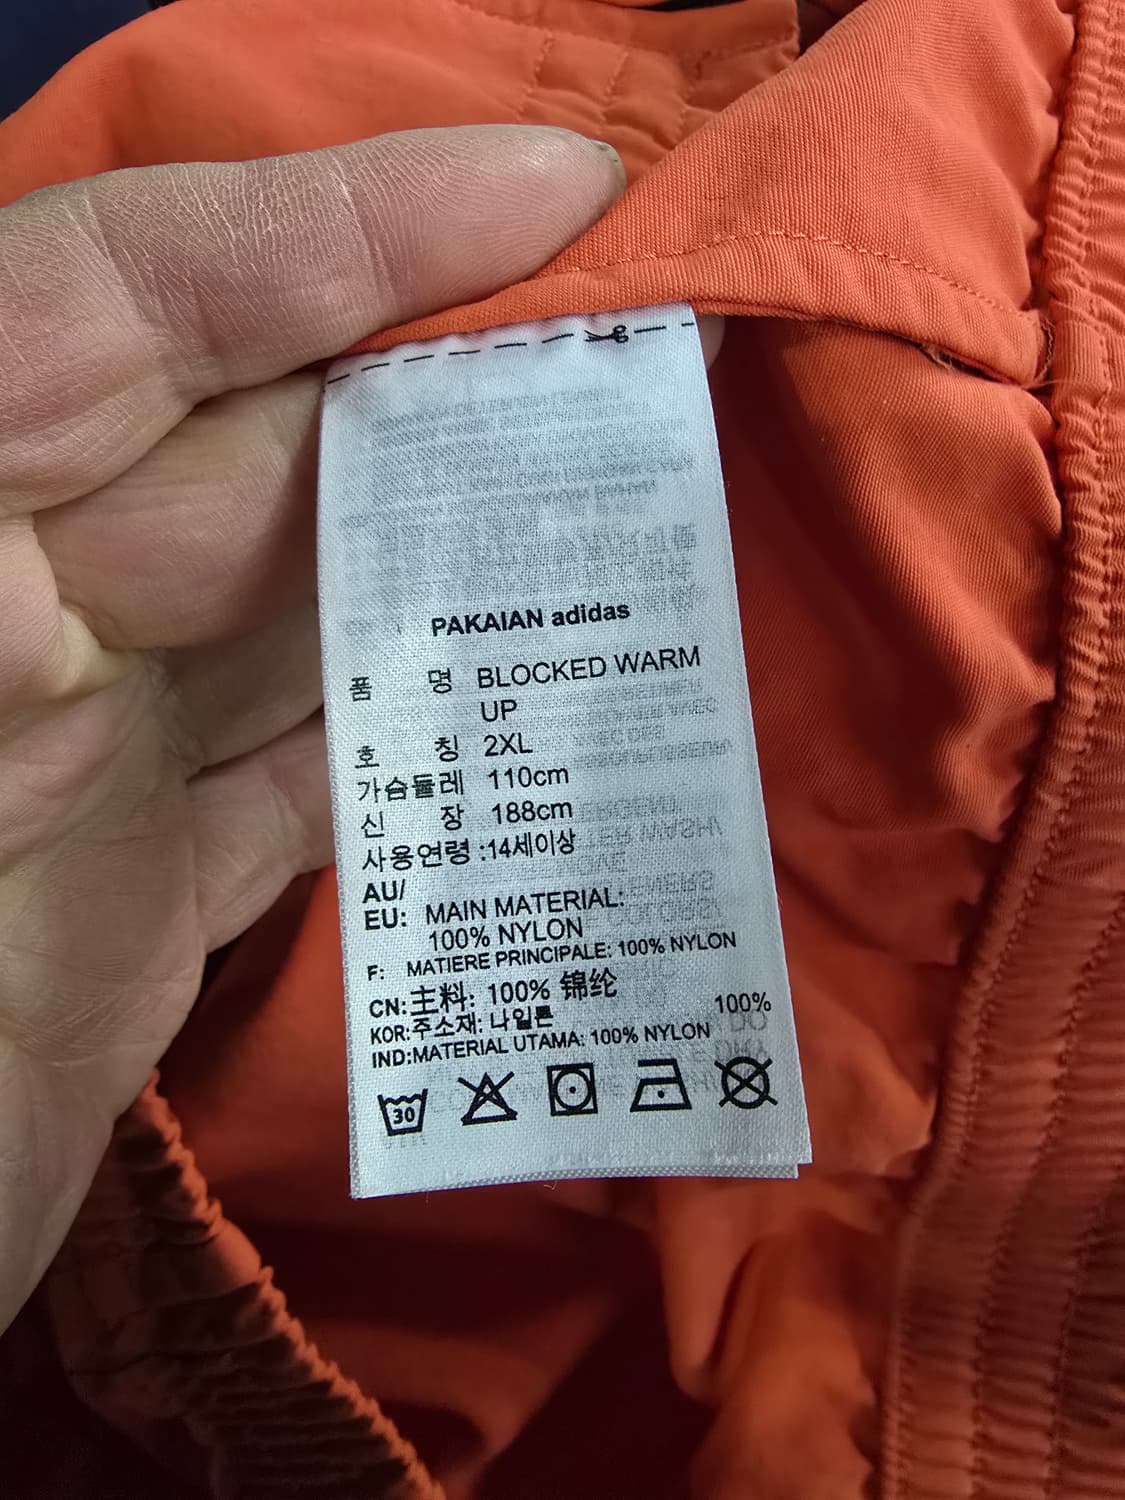 PAKAIAN adidas
품 명 BLOCKED WARM
UP
호 칭 2XL
가슴둘레 110cm
신 장 188cm
사용연령 :14세이상
AU/
EU: MAIN MATERIAL:
100% NYLON
F: MATIERE PRINCIPALE: 100% NYLON
CN:主料: 100% 锦纶
KOR:주소재: 나일론 100%
IND:MATERIAL UTAMA: 100% NYLON
30